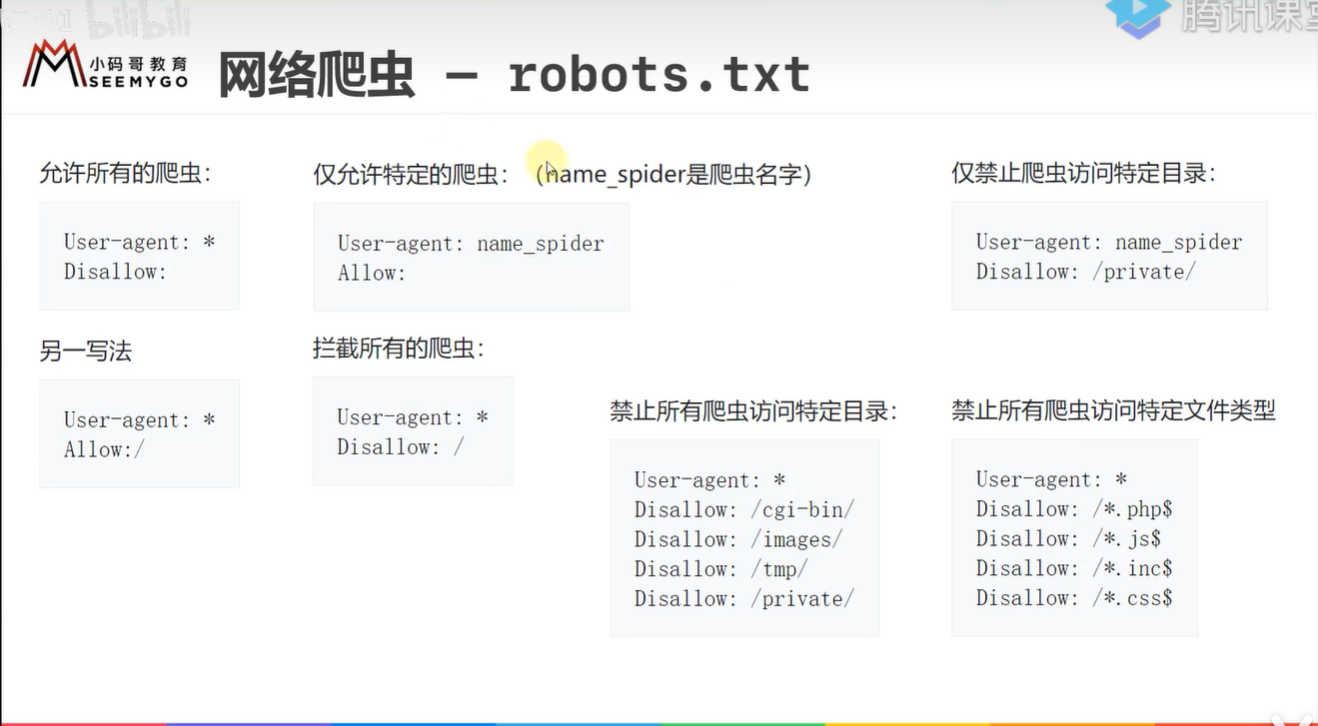 bilibili
腾讯课堂
小码哥教育
SEEMYGO
网络爬虫 – robots.txt
允许所有的爬虫：
User-agent: *
Disallow:
另一写法
User-agent: *
Allow:/
仅允许特定的爬虫：（name_spider是爬虫名字）
User-agent: name_spider
Allow:
拦截所有的爬虫：
User-agent: *
Disallow: /
仅禁止爬虫访问特定目录：
User-agent: name_spider
Disallow: /private/
禁止所有爬虫访问特定目录：
User-agent: *
Disallow: /cgi-bin/
Disallow: /images/
Disallow: /tmp/
Disallow: /private/
禁止所有爬虫访问特定文件类型
User-agent: *
Disallow: /*.php$
Disallow: /*.js$
Disallow: /*.inc$
Disallow: /*.css$